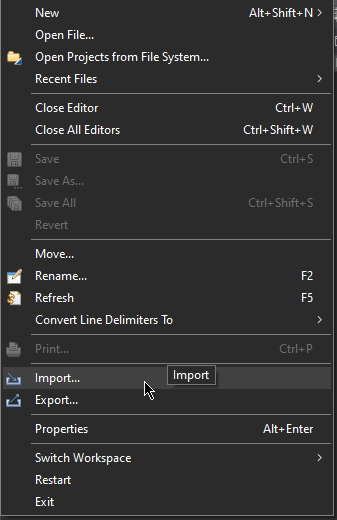 New Alt+Shift+N
Open File...
Open Projects from File System...
Recent Files
Close Editor Ctrl+W
Close All Editors Ctrl+Shift+W
Save Ctrl+S
Save As...
Save All Ctrl+Shift+S
Revert
Move...
Rename... F2
Refresh F5
Convert Line Delimiters To
Print... Ctrl+P
Import... Import
Export...
Properties Alt+Enter
Switch Workspace
Restart
Exit